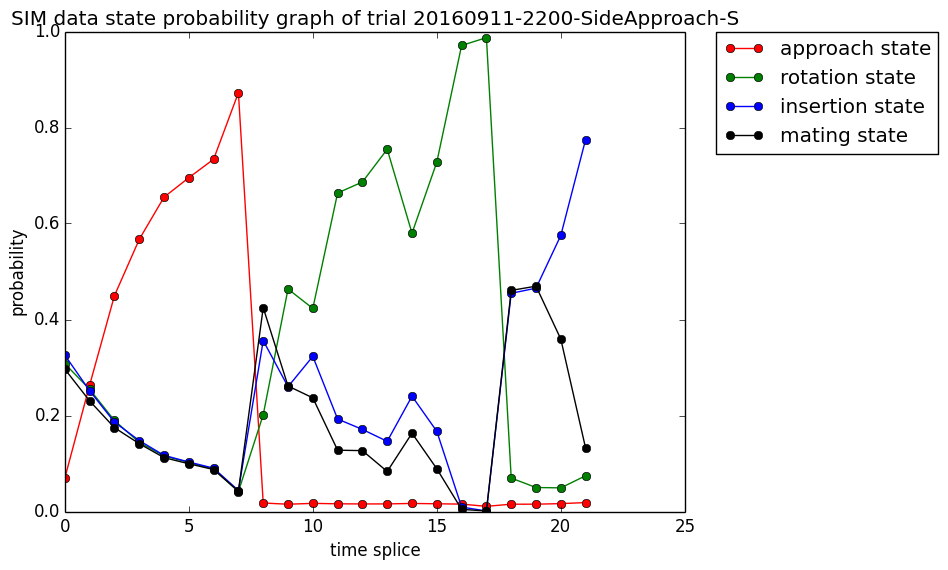 SIM data state probability graph of trial 20160911-2200-SideApproach-S
1.0
0.8
0.6
0.4
0.2
0.0
probability
0 5 10 15 20 25
time splice
approach state
rotation state
insertion state
mating state